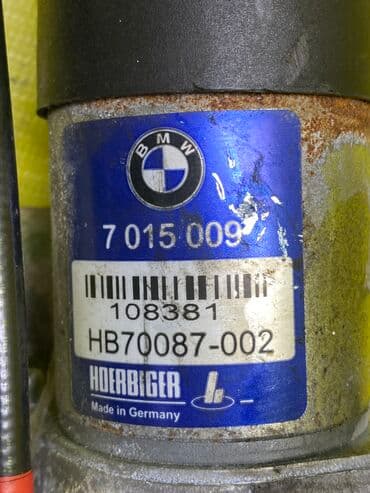 BMW
7 015 009
108381
HB70087-002
HOERBIGER
Made in Germany